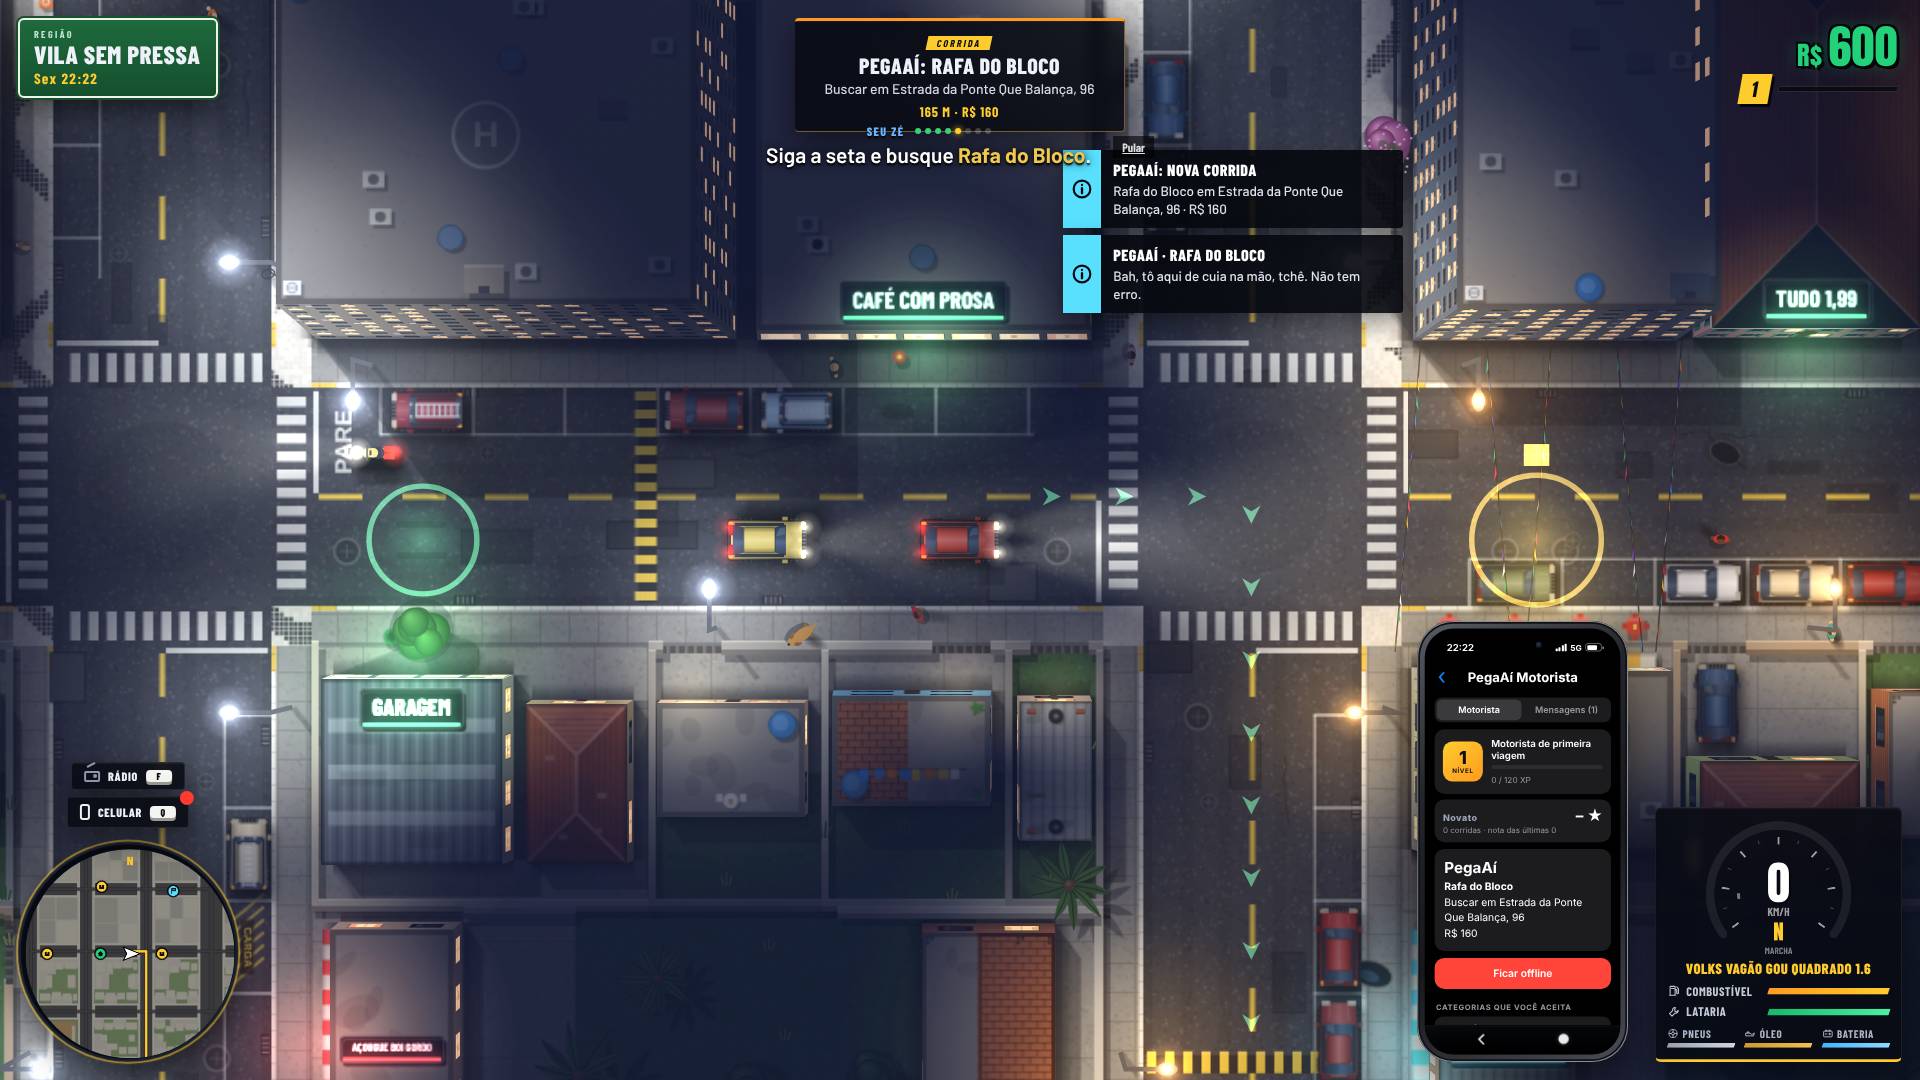 REGIÃO
VILA SEM PRESSA
Sex 22:22
CORRIDA
PEGAAÍ: RAFA DO BLOCO
Buscar em Estrada da Ponte Que Balança, 96
165 M · R$ 160
SEU ZÉ
Siga a seta e busque Rafa do Bloco.
Pular
PEGAAÍ: NOVA CORRIDA
Rafa do Bloco em Estrada da Ponte Que
Balança, 96 · R$ 160
PEGAAÍ · RAFA DO BLOCO
Bah, tô aqui de cuia na mão, tchê. Não tem
erro.
R$ 600
1
H
CAFÉ COM PROSA
TUDO 1,99
PARE
GARAGEM
CARGA
RÁDIO F
CELULAR Q
N
22:22
5G
PegaAí Motorista
Motorista
Mensagens (1)
1
NÍVEL
Motorista de primeira
viagem
0 / 120 XP
Novato
– ★
0 corridas · nota das últimas 0
PegaAí
Rafa do Bloco
Buscar em Estrada da Ponte
Que Balança, 96
R$ 160
Ficar offline
CATEGORIAS QUE VOCÊ ACEITA
0
KM/H
N
MARCHA
VOLKS VAGÃO GOU QUADRADO 1.6
COMBUSTÍVEL
LATARIA
PNEUS
ÓLEO
BATERIA